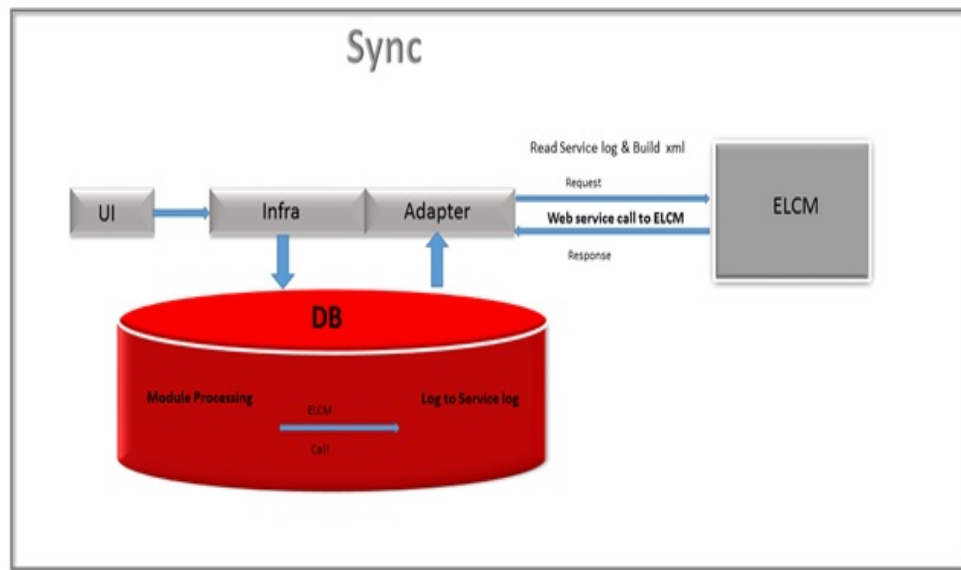 Sync
Read Service log & Build xml
Request
UI
Infra
Adapter
Web service call to ELCM
ELCM
Response
DB
Module Processing
Log to Service log
ELCM
Call